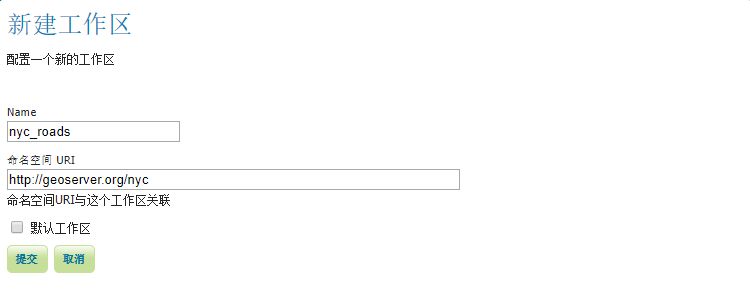 新建工作区
配置一个新的工作区
Name
nyc_roads
命名空间 URI
http://geoserver.org/nyc
命名空间URI与这个工作区关联
默认工作区
提交 取消